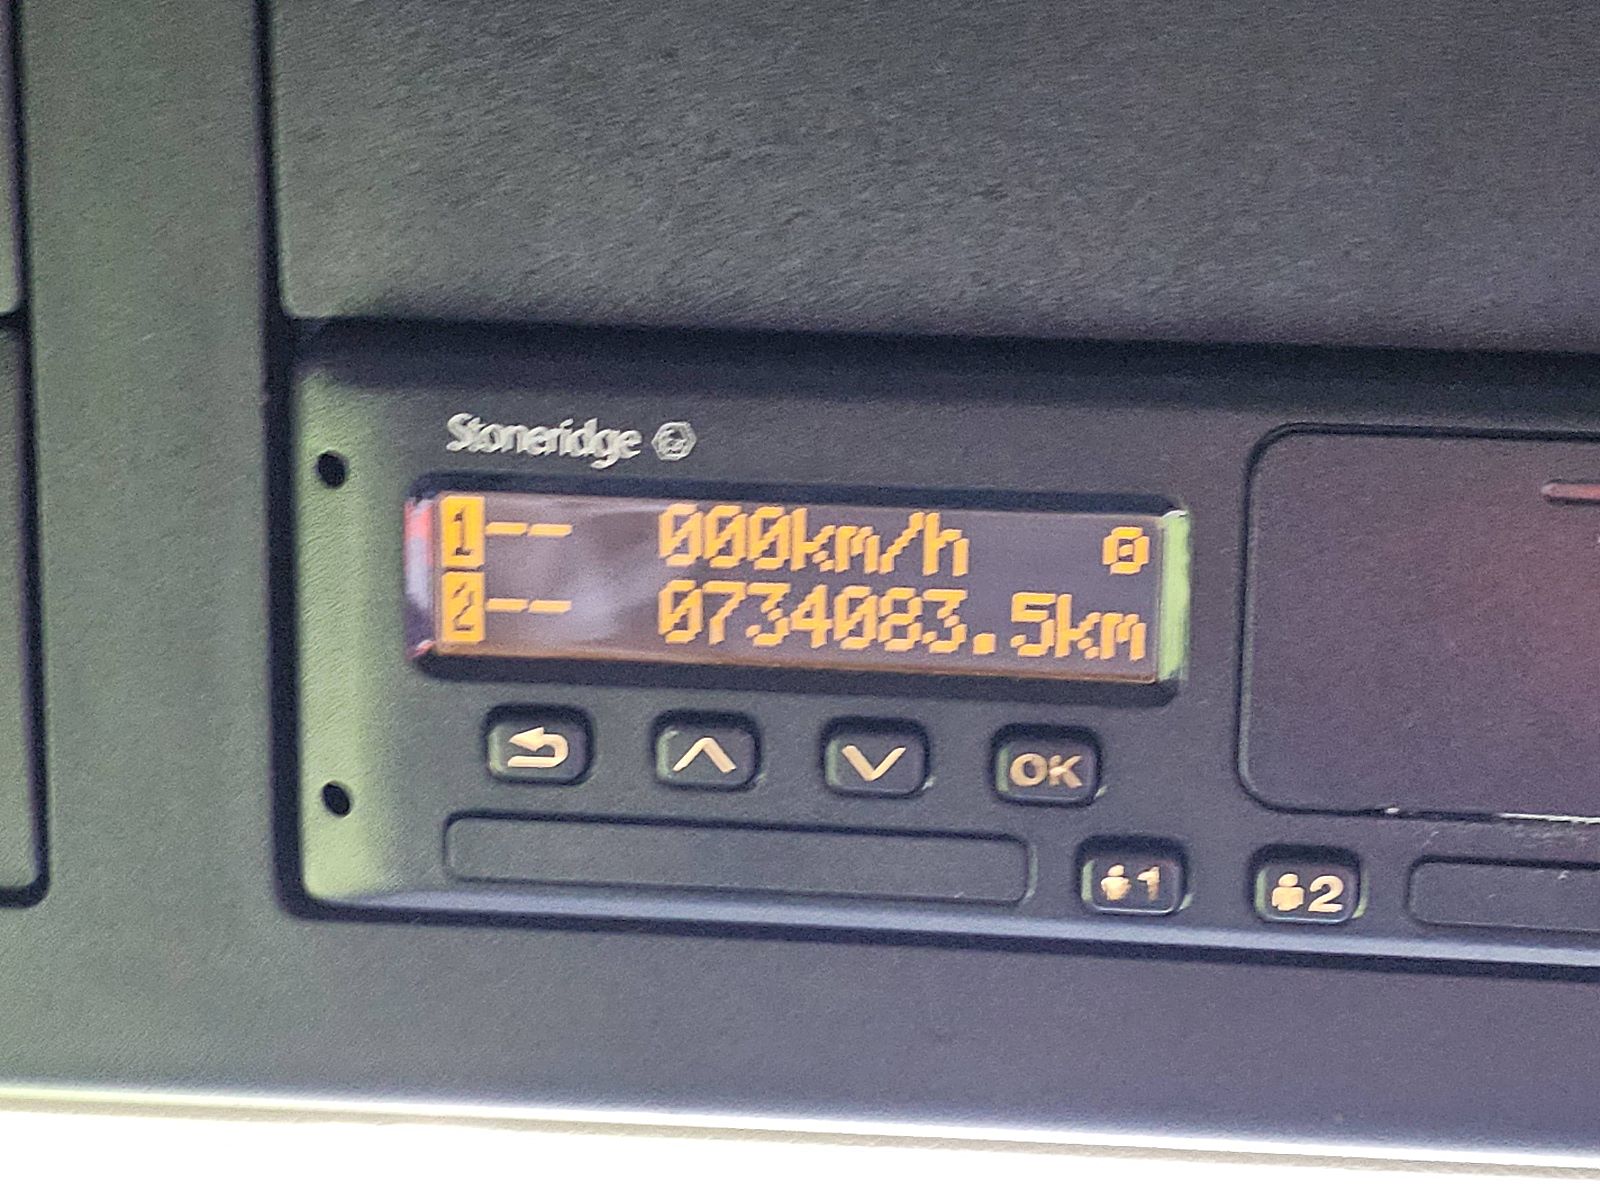 Stoneridge
1-- 000km/h
2-- 0734083.5km
OK
1
2